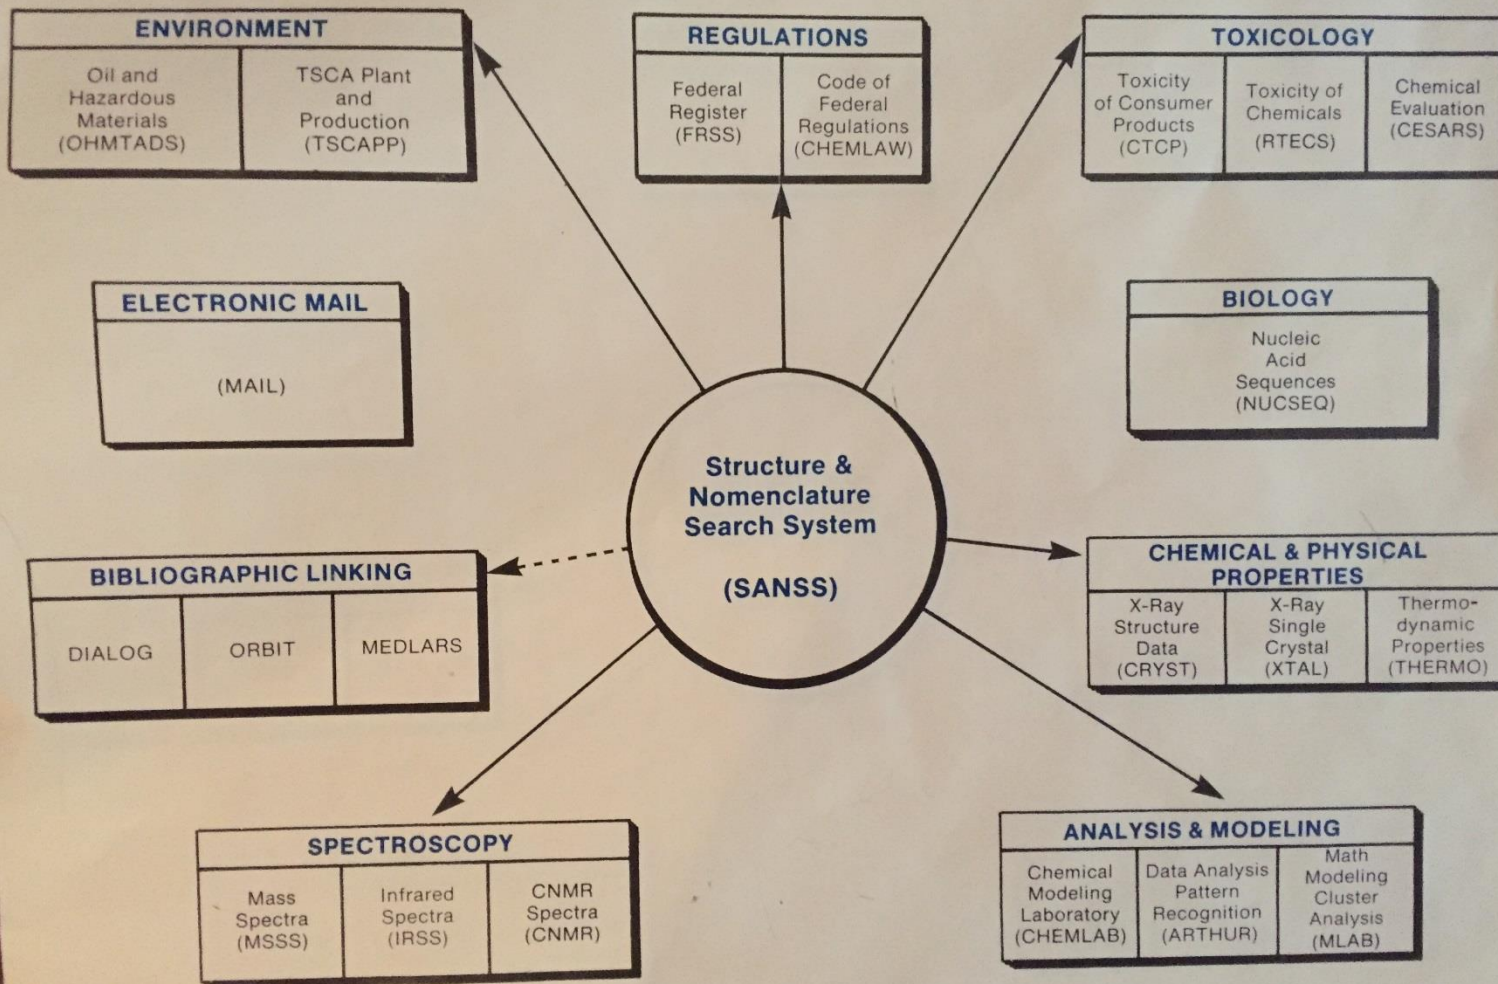 ENVIRONMENT
Oil and
Hazardous
Materials
(OHMTADS)
TSCA Plant
and
Production
(TSCAPP)
REGULATIONS
Federal
Register
(FRSS)
Code of
Federal
Regulations
(CHEMLAW)
TOXICOLOGY
Toxicity
of Consumer
Products
(CTCP)
Toxicity of
Chemicals
(RTECS)
Chemical
Evaluation
(CESARS)
ELECTRONIC MAIL
(MAIL)
BIOLOGY
Nucleic
Acid
Sequences
(NUCSEQ)
Structure &
Nomenclature
Search System
(SANSS)
BIBLIOGRAPHIC LINKING
DIALOG
ORBIT
MEDLARS
CHEMICAL & PHYSICAL
PROPERTIES
X-Ray
Structure
Data
(CRYST)
X-Ray
Single
Crystal
(XTAL)
Thermo-
dynamic
Properties
(THERMO)
SPECTROSCOPY
Mass
Spectra
(MSSS)
Infrared
Spectra
(IRSS)
CNMR
Spectra
(CNMR)
ANALYSIS & MODELING
Chemical
Modeling
Laboratory
(CHEMLAB)
Data Analysis
Pattern
Recognition
(ARTHUR)
Math
Modeling
Cluster
Analysis
(MLAB)